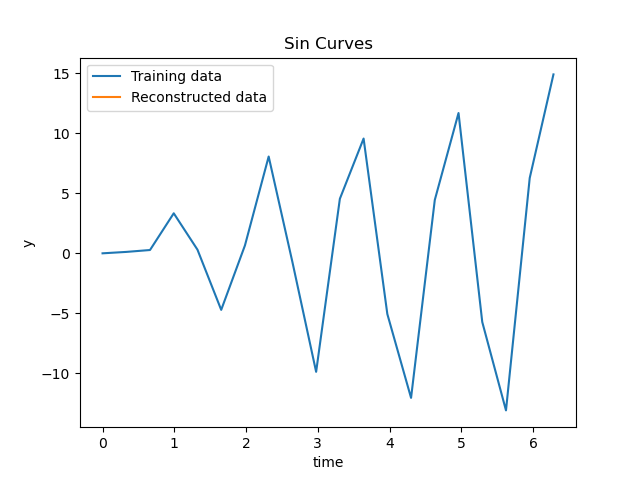 Sin Curves
Training data
Reconstructed data
15
10
5
0
−5
−10
y
0 1 2 3 4 5 6
time